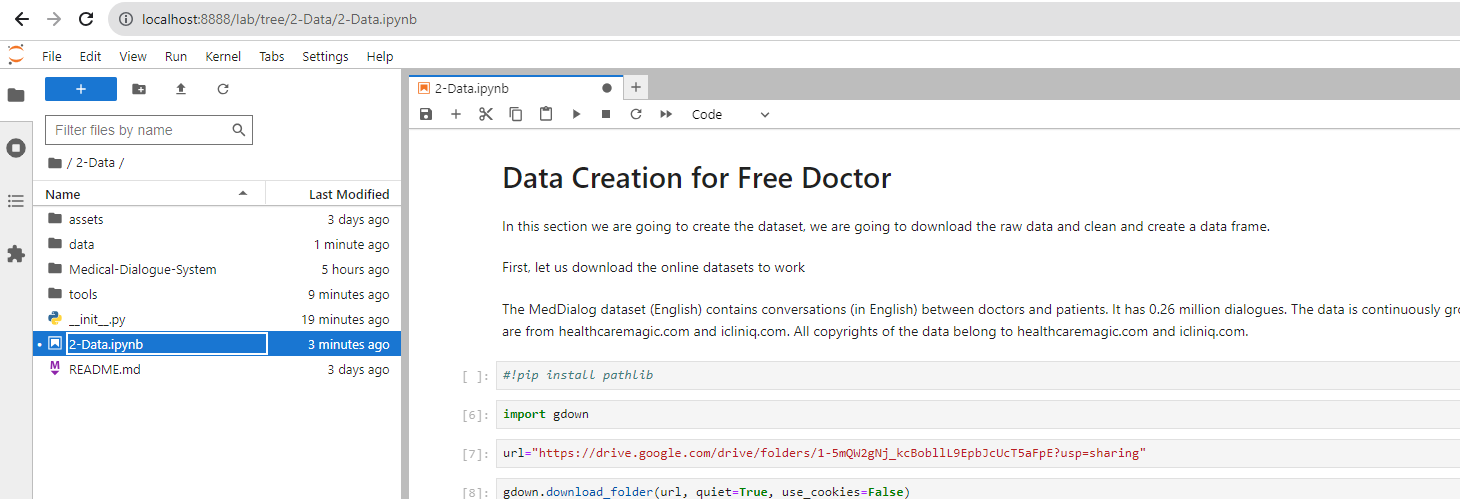 localhost:8888/lab/tree/2-Data/2-Data.ipynb
File Edit View Run Kernel Tabs Settings Help
+
2-Data.ipynb
+
Code
Filter files by name
/ 2-Data /
Name Last Modified
assets 3 days ago
data 1 minute ago
Medical-Dialogue-System 5 hours ago
tools 9 minutes ago
__init__.py 19 minutes ago
2-Data.ipynb 3 minutes ago
README.md 3 days ago
Data Creation for Free Doctor
In this section we are going to create the dataset, we are going to download the raw data and clean and create a data frame.
First, let us download the online datasets to work
The MedDialog dataset (English) contains conversations (in English) between doctors and patients. It has 0.26 million dialogues. The data is continuously gro
are from healthcaremagic.com and icliniq.com. All copyrights of the data belong to healthcaremagic.com and icliniq.com.
[ ]: #!pip install pathlib
[6]: import gdown
[7]: url="https://drive.google.com/drive/folders/1-5mQW2gNj_kcBobllL9EpbJcUcT5aFpE?usp=sharing"
[8]: gdown.download_folder(url, quiet=True, use_cookies=False)